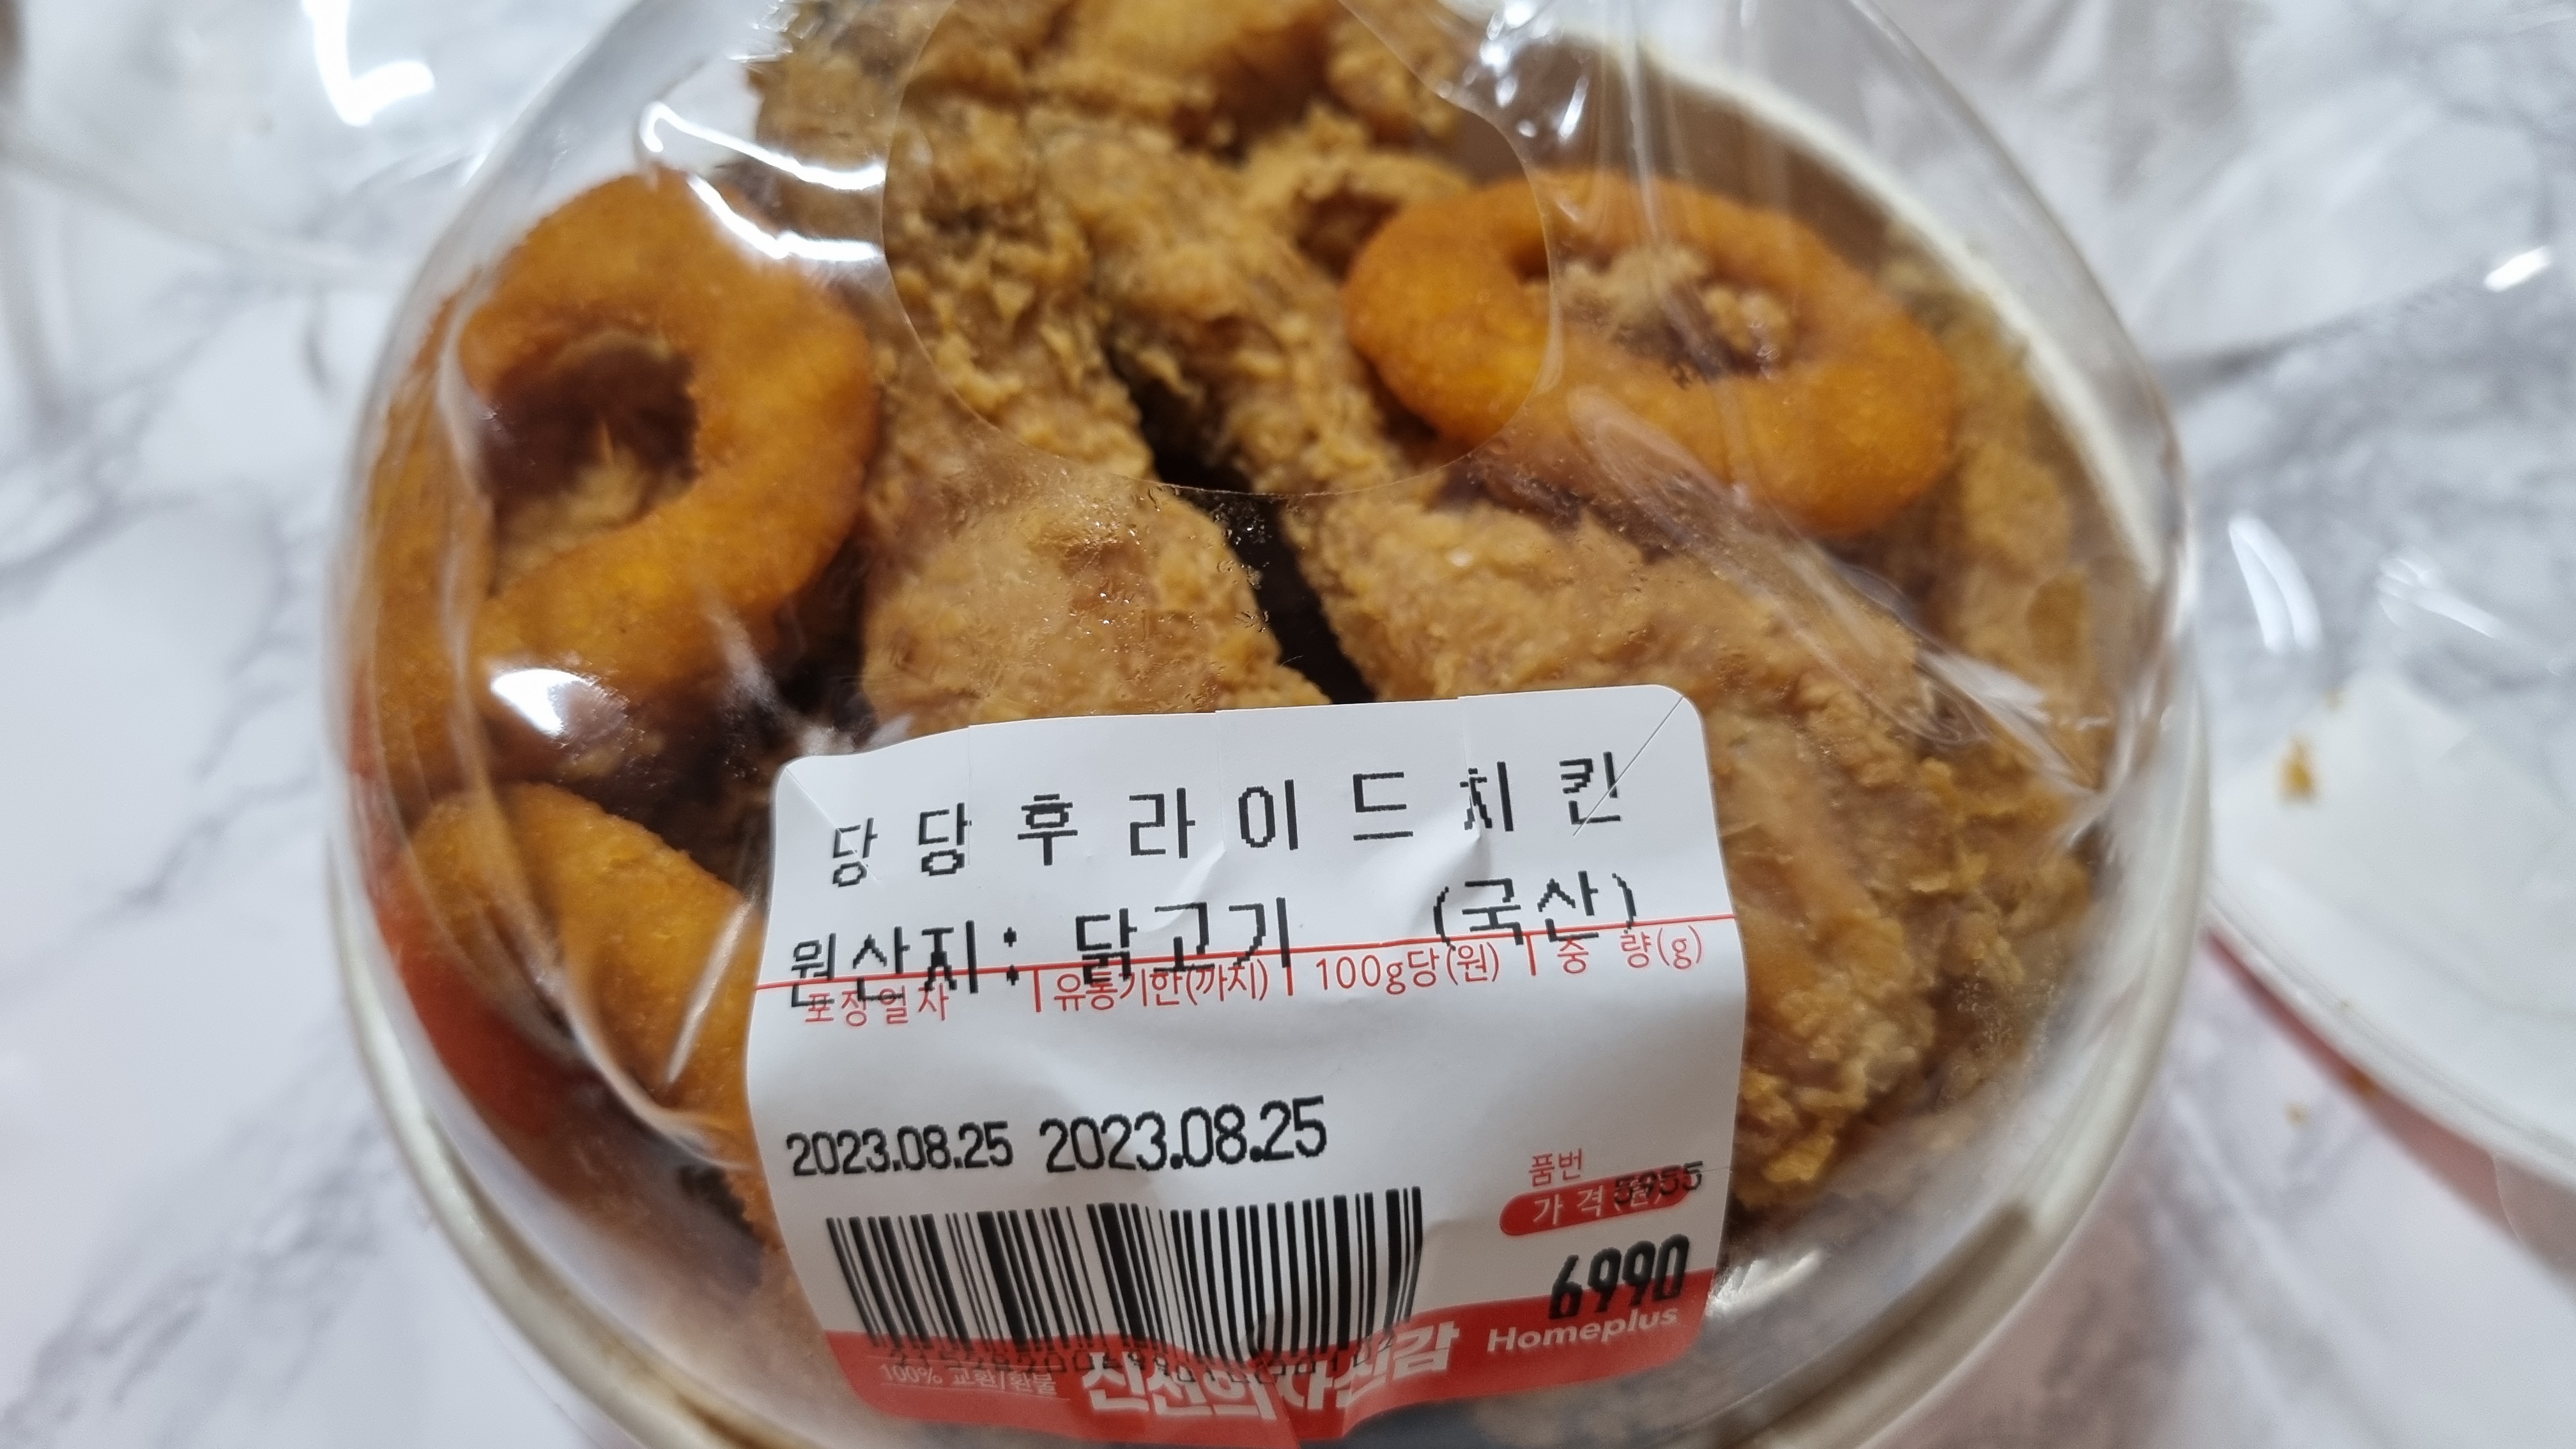 당당후라이드치킨
원산지: 닭고기 (국산)
포장일자 유통기한(까지) 100g당(원) 중 량(g)
2023.08.25 2023.08.25
품번
5955
가 격(원)
6990
Homeplus
100% 교환/환불 신선의 자신감